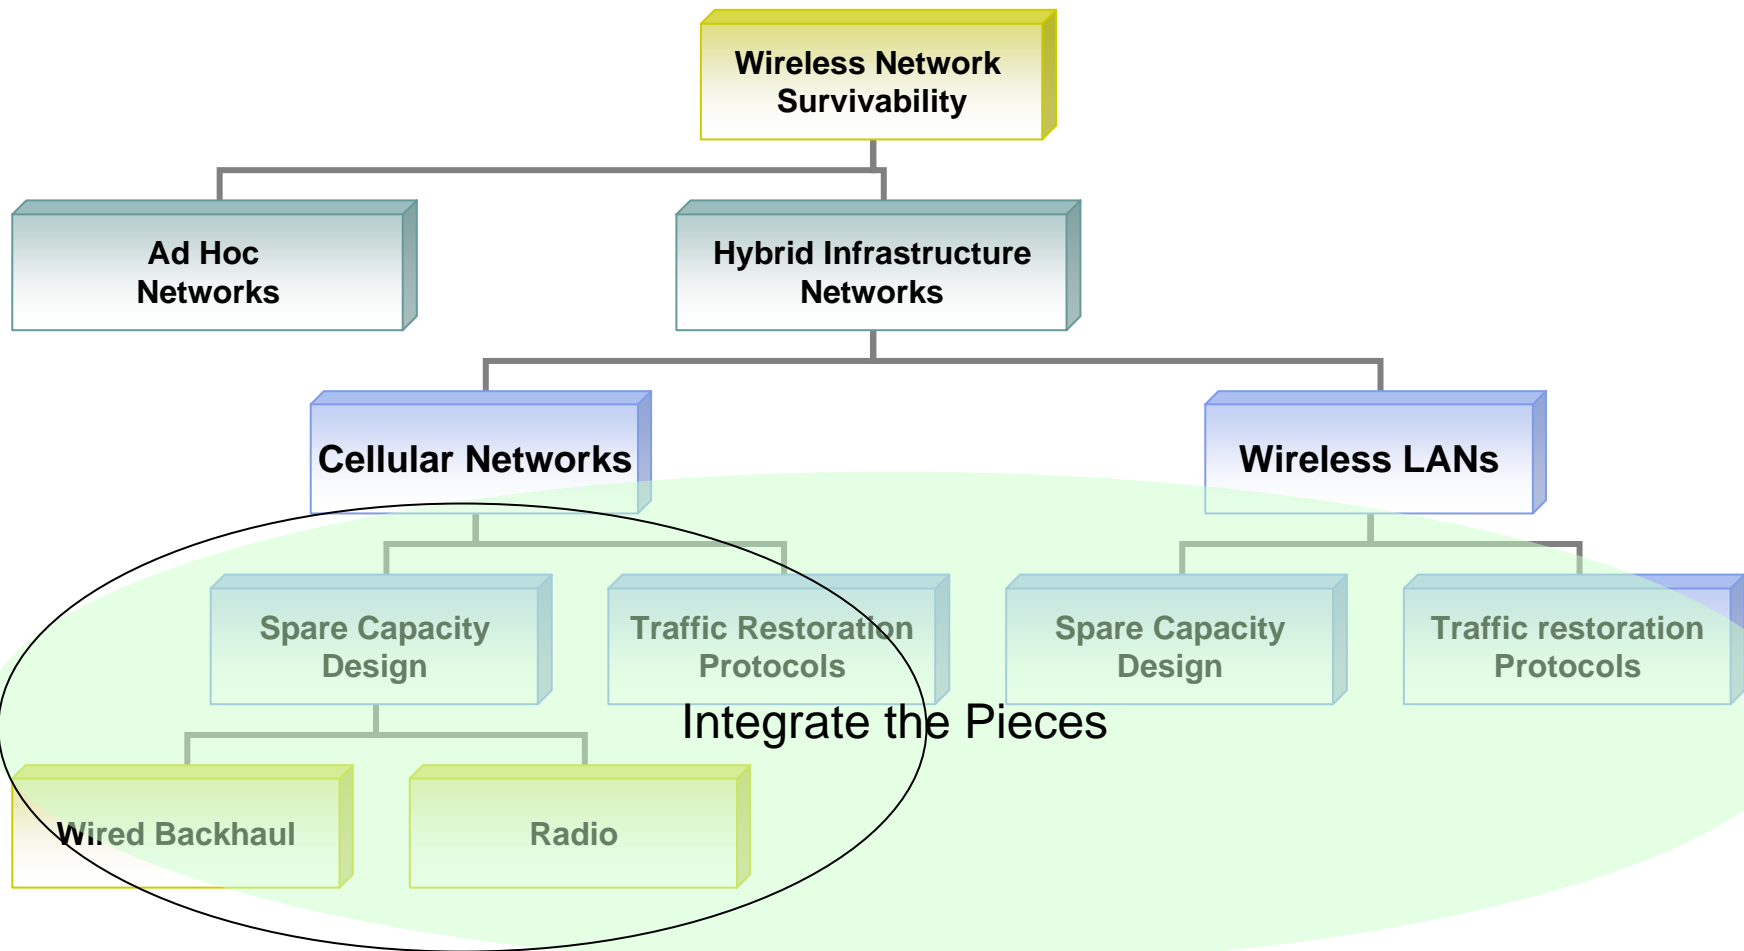 Wireless Network
Survivability
Ad Hoc
Networks
Hybrid Infrastructure
Networks
Cellular Networks
Wireless LANs
Spare Capacity
Design
Traffic Restoration
Protocols
Spare Capacity
Design
Traffic restoration
Protocols
Integrate the Pieces
Wired Backhaul
Radio